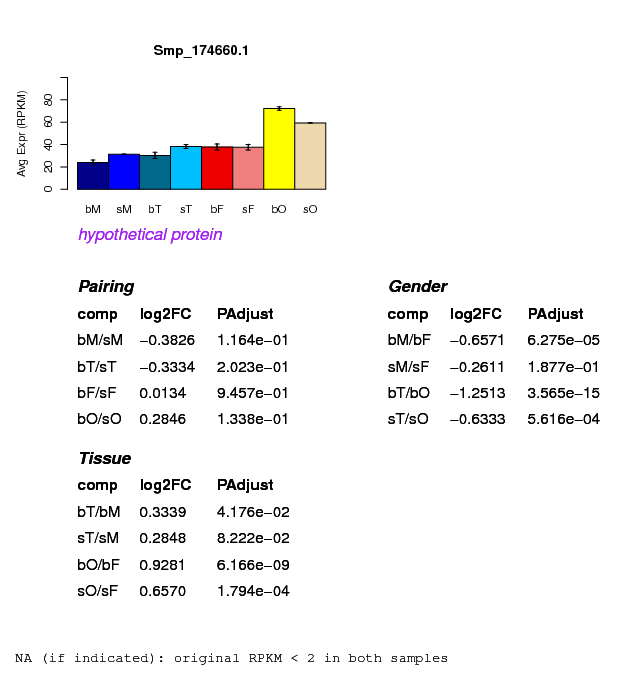 Smp_174660.1
Avg Expr (RPKM)
0 20 40 60 80
bM sM bT sT bF sF bO sO
hypothetical protein
Pairing
comp log2FC PAdjust
bM/sM −0.3826 1.164e−01
bT/sT −0.3334 2.023e−01
bF/sF 0.0134 9.457e−01
bO/sO 0.2846 1.338e−01
Gender
comp log2FC PAdjust
bM/bF −0.6571 6.275e−05
sM/sF −0.2611 1.877e−01
bT/bO −1.2513 3.565e−15
sT/sO −0.6333 5.616e−04
Tissue
comp log2FC PAdjust
bT/bM 0.3339 4.176e−02
sT/sM 0.2848 8.222e−02
bO/bF 0.9281 6.166e−09
sO/sF 0.6570 1.794e−04
NA (if indicated): original RPKM < 2 in both samples